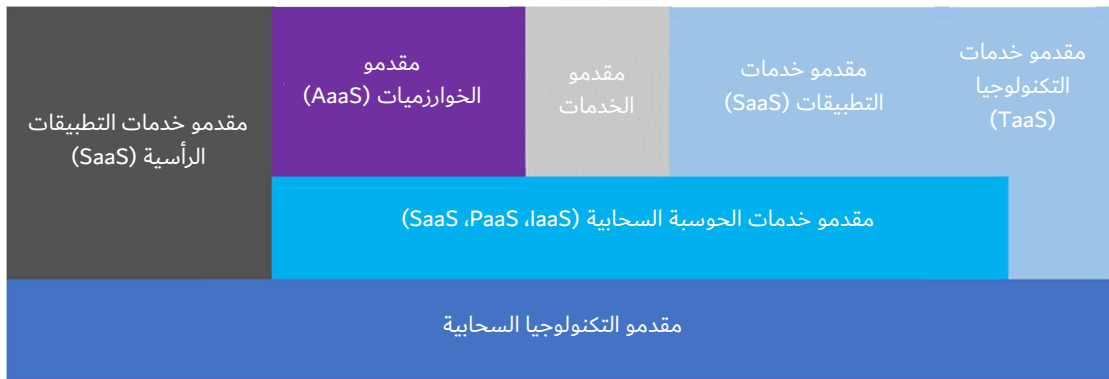 مقدمو خدمات
التكنولوجيا
(TaaS)
مقدمو خدمات
التطبيقات (SaaS)
مقدمو
الخدمات
مقدمو
الخوارزميات (AaaS)
مقدمو خدمات التطبيقات
الرأسية (SaaS)
مقدمو خدمات الحوسبة السحابية (IaaS، PaaS، SaaS)
مقدمو التكنولوجيا السحابية